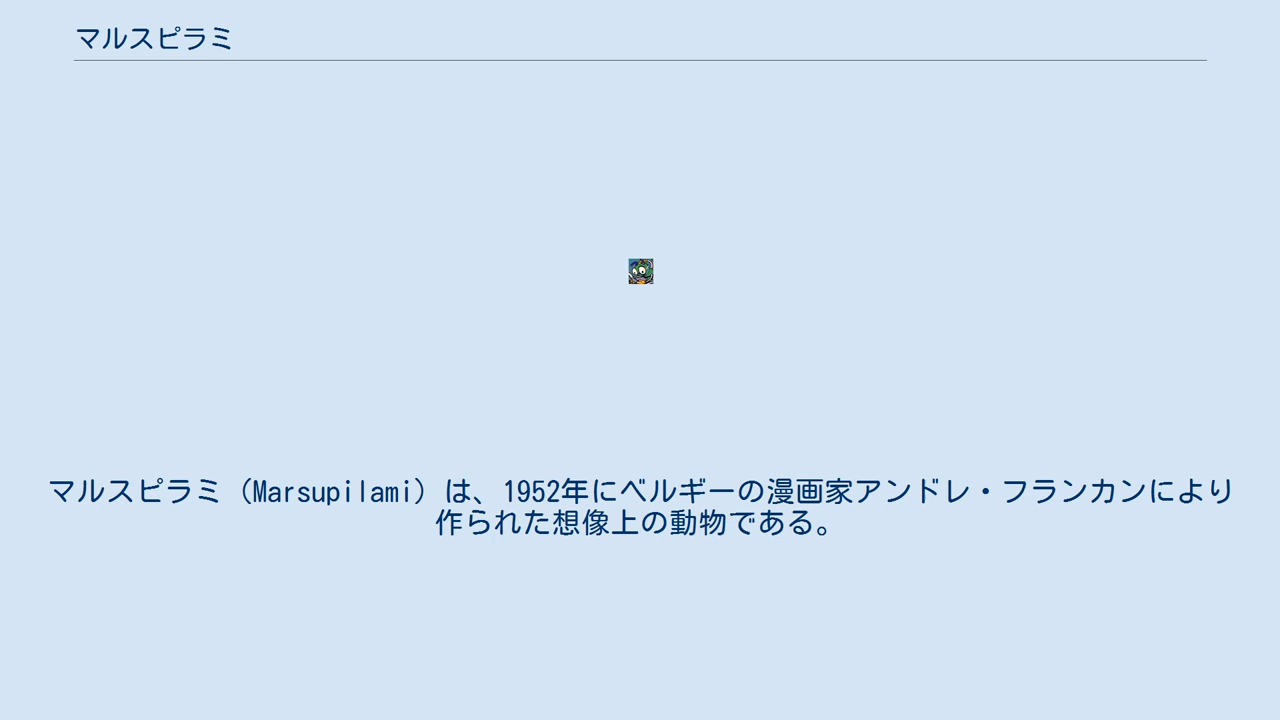 マルスピラミ
マルスピラミ（Marsupilami）は、1952年にベルギーの漫画家アンドレ・フランカンにより
作られた想像上の動物である。